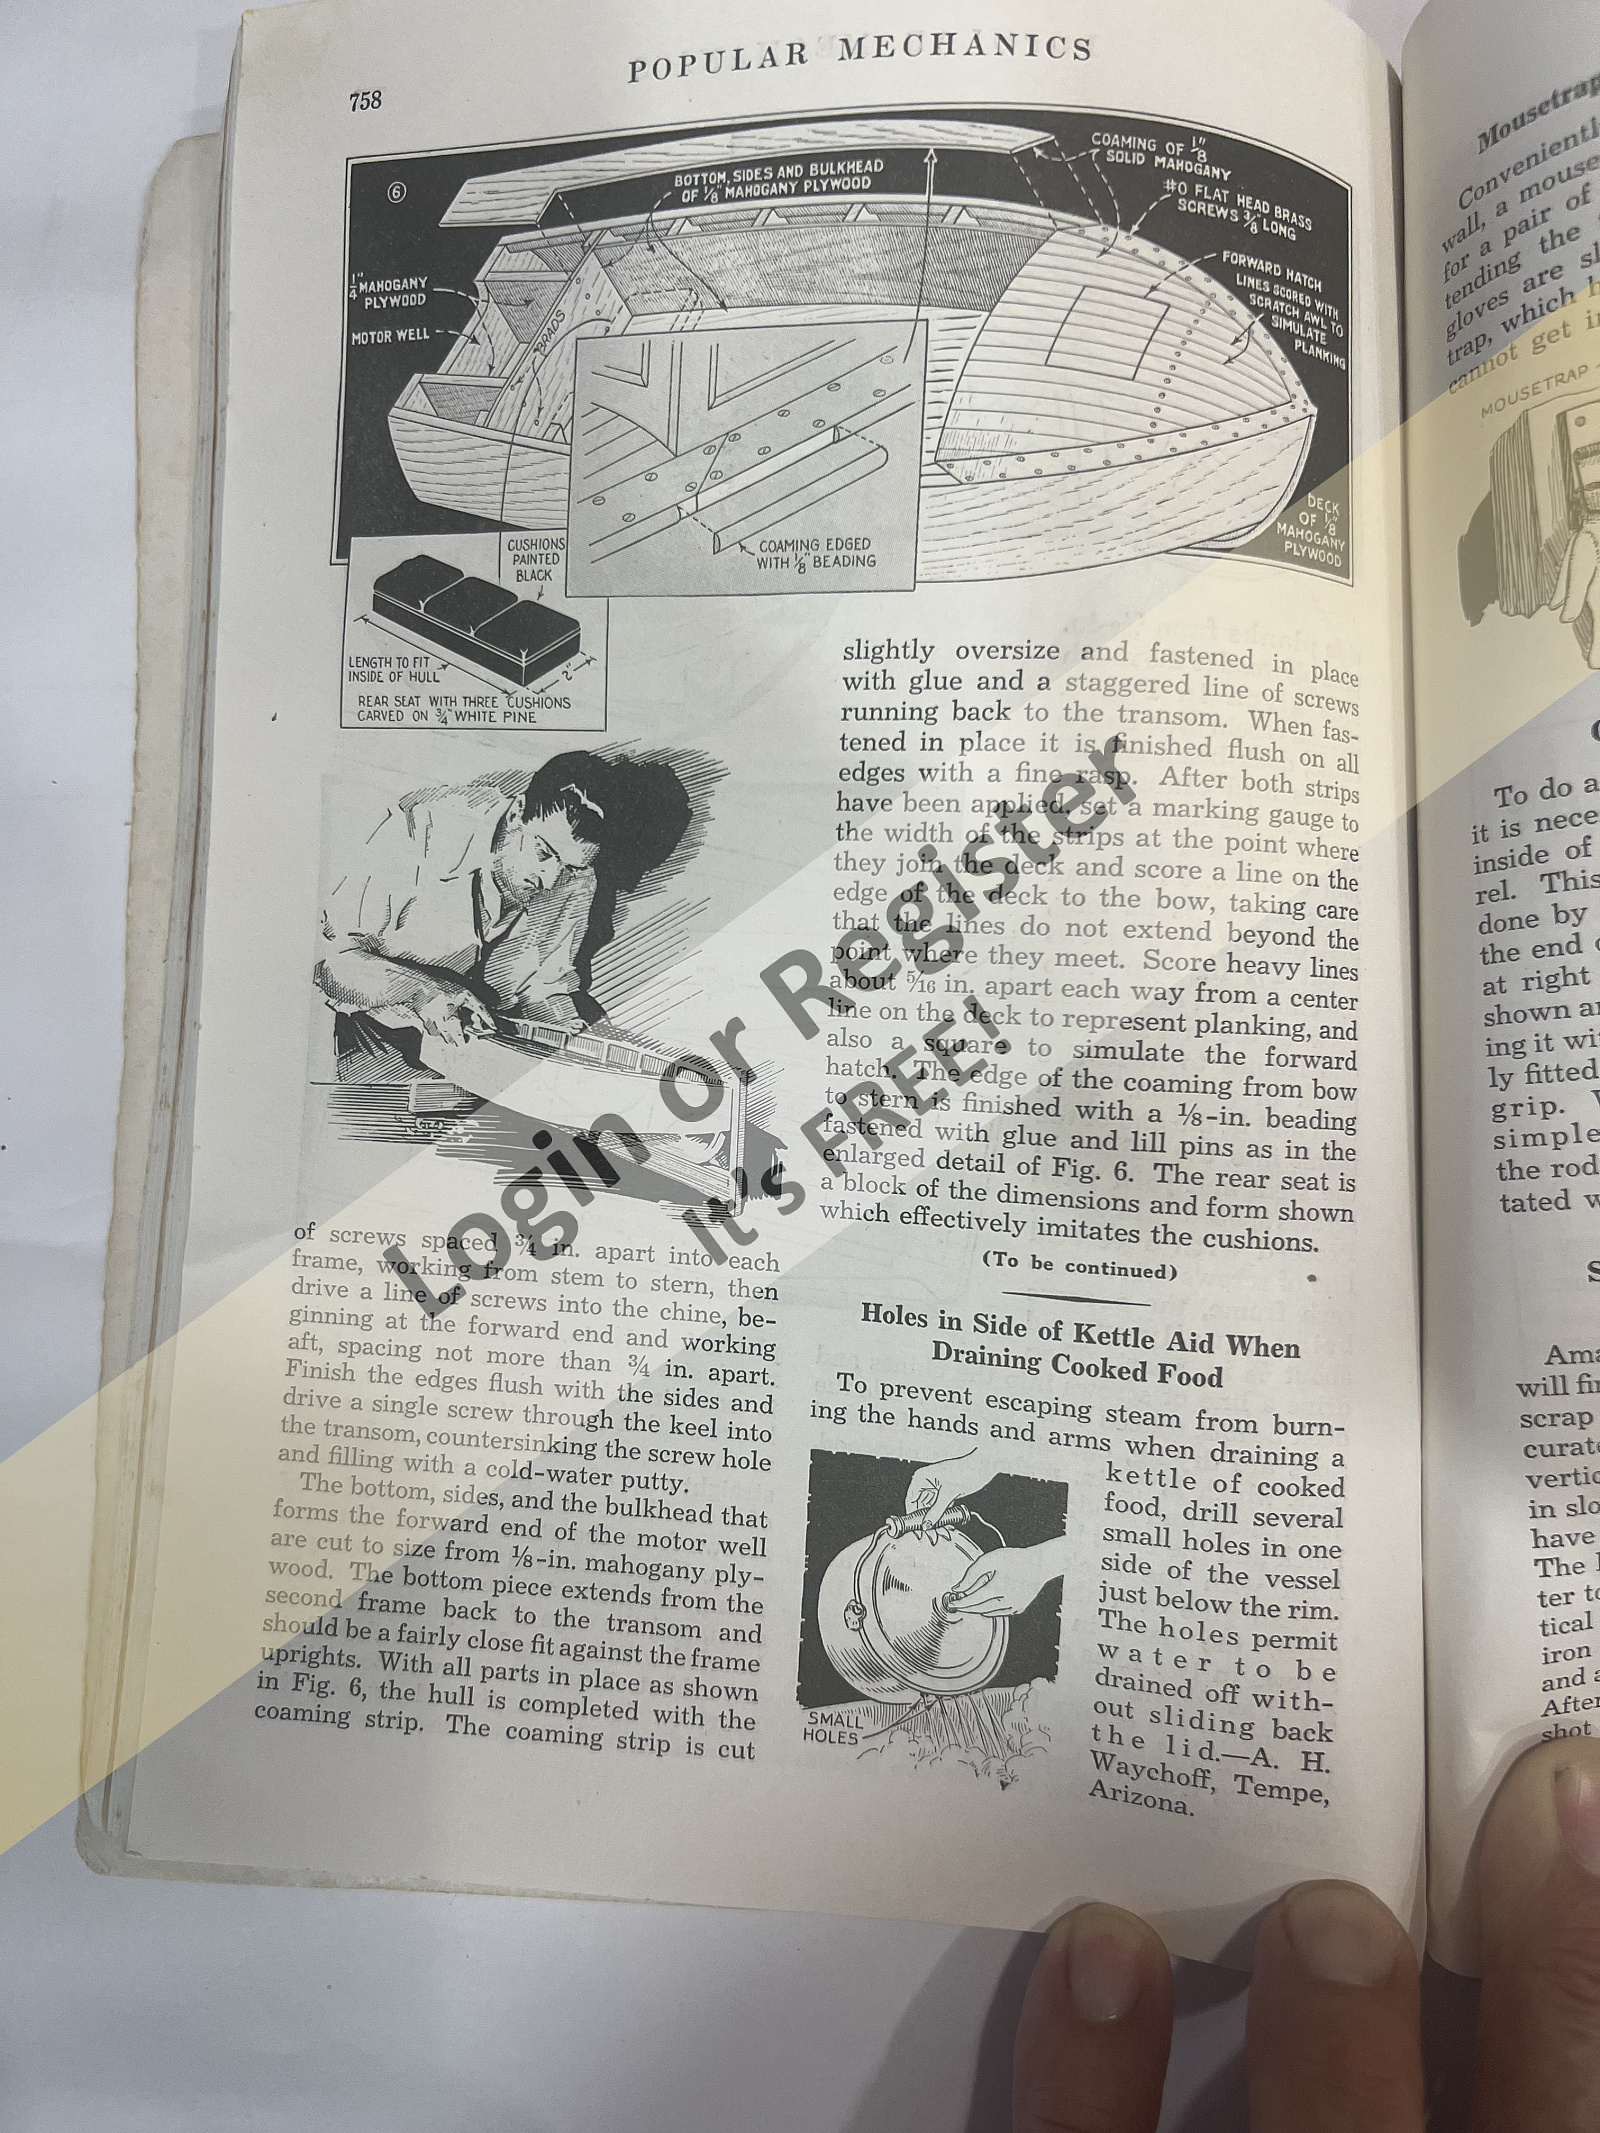 POPULAR MECHANICS
758
6
BOTTOM, SIDES AND BULKHEAD
OF 1/8" MAHOGANY PLYWOOD
COAMING OF 1/8"
SOLID MAHOGANY
#0 FLAT HEAD BRASS
SCREWS 3/8" LONG
FORWARD HATCH
LINES SCORED WITH
SCRATCH AWL TO
SIMULATE
PLANKING
1/4" MAHOGANY
PLYWOOD
MOTOR WELL
BRADS
COAMING EDGED
WITH 1/8" BEADING
DECK
OF 1/8"
MAHOGANY
PLYWOOD
CUSHIONS
PAINTED
BLACK
LENGTH TO FIT
INSIDE OF HULL
2"
REAR SEAT WITH THREE CUSHIONS
CARVED ON 3/4" WHITE PINE
of screws spaced 3/4 in. apart into each
frame, working from stem to stern, then
drive a line of screws into the chine, be-
ginning at the forward end and working
aft, spacing not more than 3/4 in. apart.
Finish the edges flush with the sides and
drive a single screw through the keel into
the transom, countersinking the screw hole
and filling with a cold-water putty.
The bottom, sides, and the bulkhead that
forms the forward end of the motor well
are cut to size from 1/8-in. mahogany ply-
wood. The bottom piece extends from the
second frame back to the transom and
should be a fairly close fit against the frame
uprights. With all parts in place as shown
in Fig. 6, the hull is completed with the
coaming strip. The coaming strip is cut
slightly oversize and fastened in place
with glue and a staggered line of screws
running back to the transom. When fas-
tened in place it is finished flush on all
edges with a fine rasp. After both strips
have been applied, set a marking gauge to
the width of the strips at the point where
they join the deck and score a line on the
edge of the deck to the bow, taking care
that the lines do not extend beyond the
point where they meet. Score heavy lines
about 5/16 in. apart each way from a center
line on the deck to represent planking, and
also a square to simulate the forward
hatch. The edge of the coaming from bow
to stern is finished with a 1/8-in. beading
fastened with glue and lill pins as in the
enlarged detail of Fig. 6. The rear seat is
a block of the dimensions and form shown
which effectively imitates the cushions.
(To be continued)
Holes in Side of Kettle Aid When
Draining Cooked Food
To prevent escaping steam from burn-
ing the hands and arms when draining a
kettle of cooked
food, drill several
small holes in one
side of the vessel
just below the rim.
The holes permit
water to be
drained off with-
out sliding back
the lid.—A. H.
Waychoff, Tempe,
Arizona.
SMALL
HOLES
Login or Register
It's FREE!
Mousetrap
Convenientl
wall, a mouse
for a pair of
tending the
gloves are sl
trap, which h
cannot get in
MOUSETRAP
To do a
it is nece
inside of
rel. This
done by
the end
at right
shown a
ing it wi
ly fitted
grip.
simple
the rod
tated w
S
Ama
will fi
scrap
curate
vertic
in slo
have
The
ter to
tical
iron
and a
After
shot